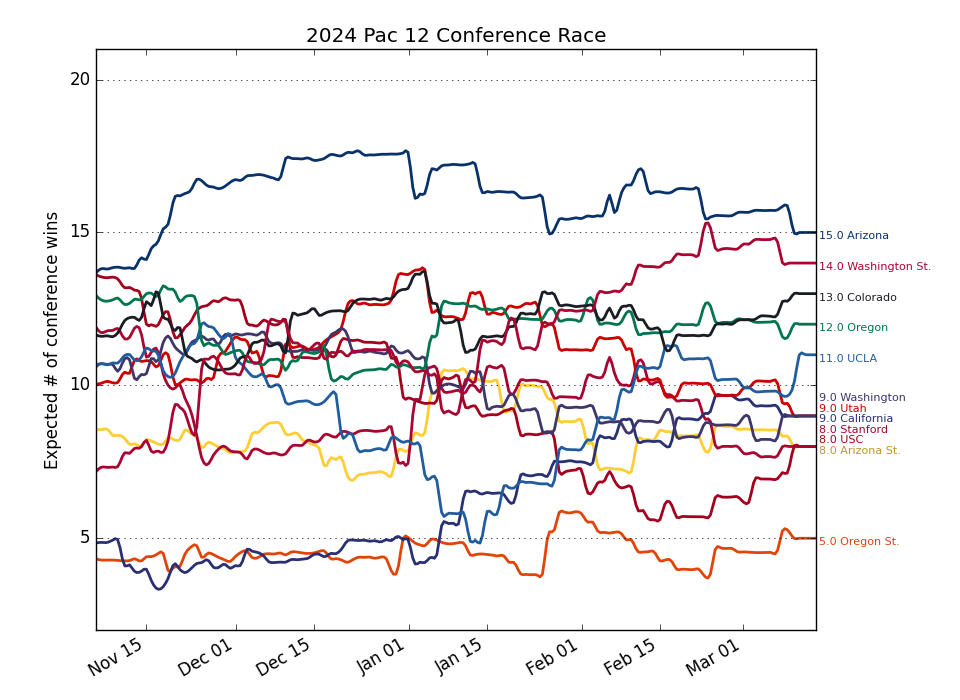 2024 Pac 12 Conference Race
Expected # of conference wins
20
15
10
5
15.0 Arizona
14.0 Washington St.
13.0 Colorado
12.0 Oregon
11.0 UCLA
9.0 Washington
9.0 Utah
9.0 California
8.0 Stanford
8.0 USC
8.0 Arizona St.
5.0 Oregon St.
Nov 15
Dec 01
Dec 15
Jan 01
Jan 15
Feb 01
Feb 15
Mar 01